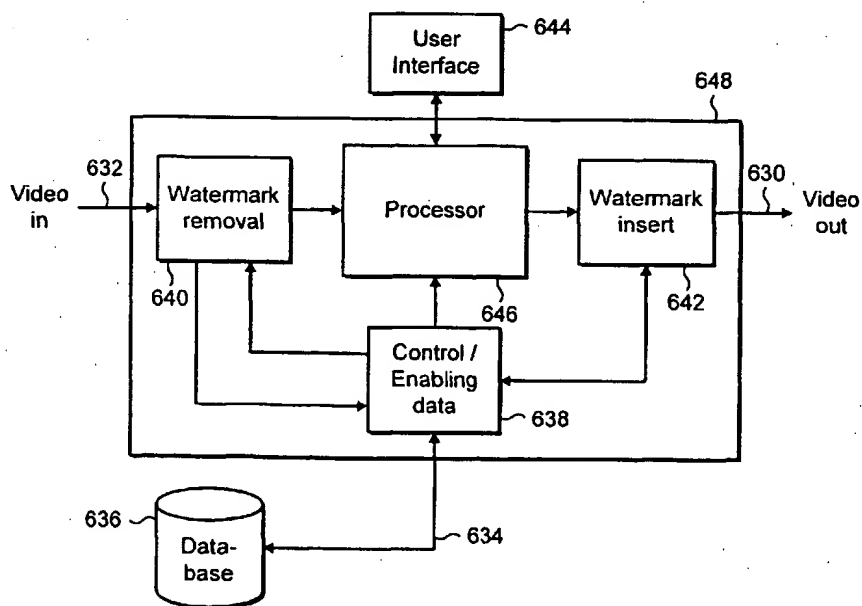 User
Interface
644
648
632
Video
in
Watermark
removal
640
Processor
646
Watermark
insert
642
630
Video
out
Control /
Enabling
data
638
636
Data-
base
634